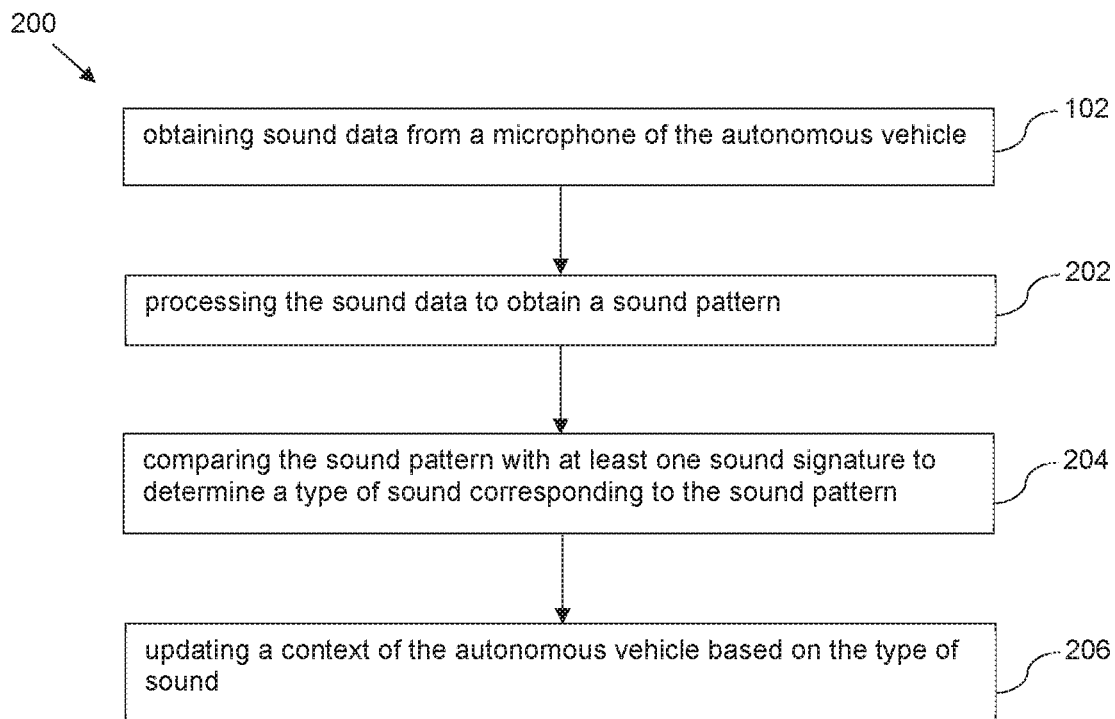 200
obtaining sound data from a microphone of the autonomous vehicle
102
processing the sound data to obtain a sound pattern
202
comparing the sound pattern with at least one sound signature to
determine a type of sound corresponding to the sound pattern
204
updating a context of the autonomous vehicle based on the type of
sound
206